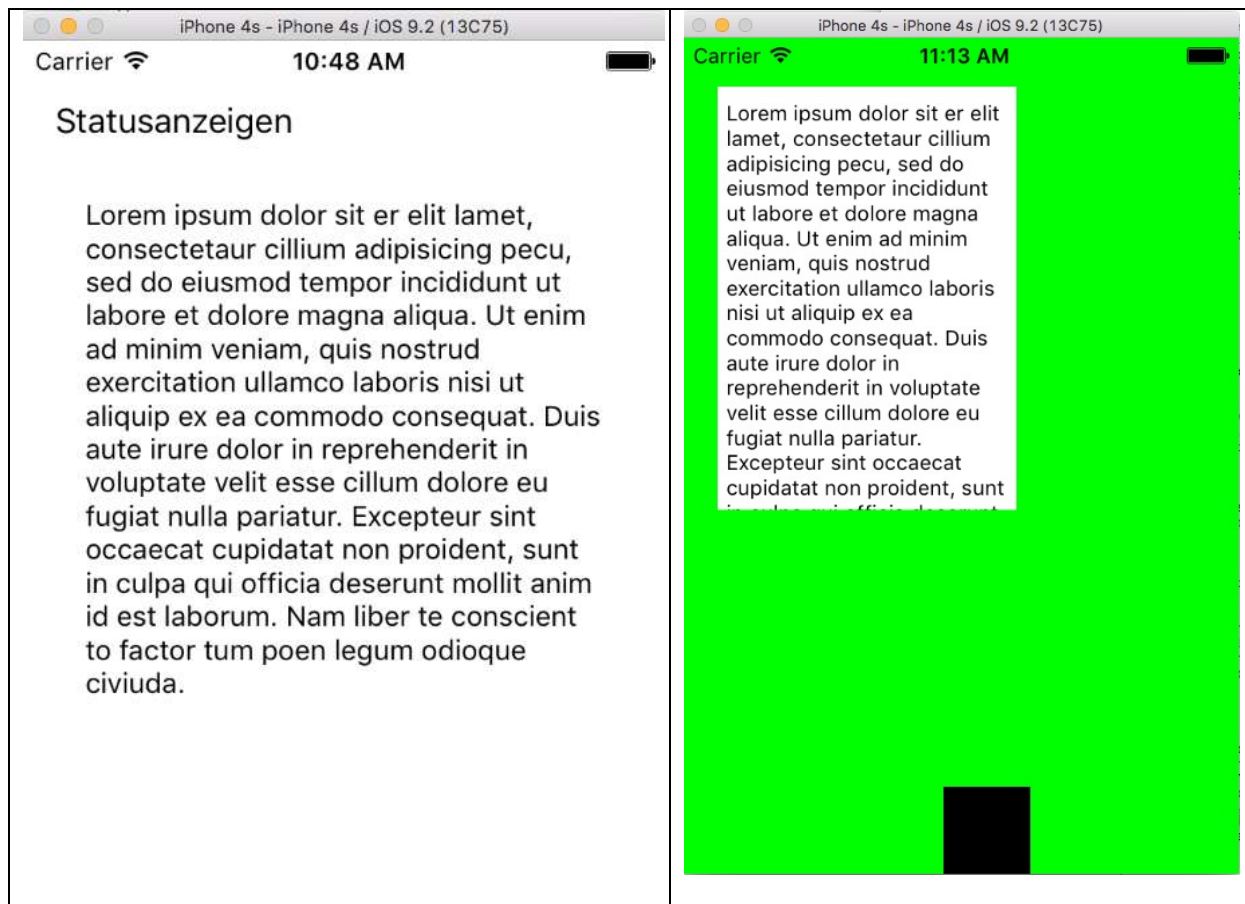 iPhone 4s - iPhone 4s / iOS 9.2 (13C75)
Carrier 10:48 AM
Statusanzeigen
Lorem ipsum dolor sit er elit lamet,
consectetaur cillium adipisicing pecu,
sed do eiusmod tempor incididunt ut
labore et dolore magna aliqua. Ut enim
ad minim veniam, quis nostrud
exercitation ullamco laboris nisi ut
aliquip ex ea commodo consequat. Duis
aute irure dolor in reprehenderit in
voluptate velit esse cillum dolore eu
fugiat nulla pariatur. Excepteur sint
occaecat cupidatat non proident, sunt
in culpa qui officia deserunt mollit anim
id est laborum. Nam liber te conscient
to factor tum poen legum odioque
civiuda.
iPhone 4s - iPhone 4s / iOS 9.2 (13C75)
Carrier 11:13 AM
Lorem ipsum dolor sit er elit
lamet, consectetaur cillium
adipisicing pecu, sed do
eiusmod tempor incididunt
ut labore et dolore magna
aliqua. Ut enim ad minim
veniam, quis nostrud
exercitation ullamco laboris
nisi ut aliquip ex ea
commodo consequat. Duis
aute irure dolor in
reprehenderit in voluptate
velit esse cillum dolore eu
fugiat nulla pariatur.
Excepteur sint occaecat
cupidatat non proident, sunt